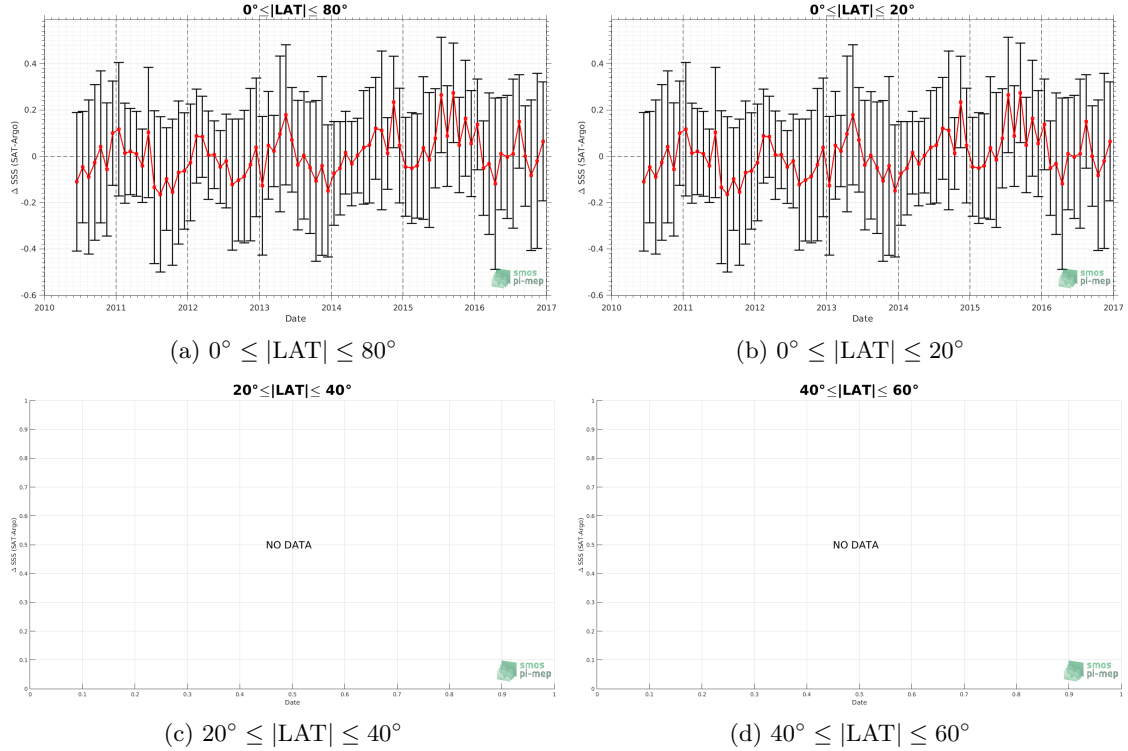 0°≤|LAT|≤ 80°
Δ SSS (SAT-Argo)
0.4
0.2
0
-0.2
-0.4
-0.6
2010 2011 2012 2013 2014 2015 2016 2017
Date
smos
pi-mep
(a) 0° ≤ |LAT| ≤ 80°
0°≤|LAT|≤ 20°
Δ SSS (SAT-Argo)
0.4
0.2
0
-0.2
-0.4
-0.6
2010 2011 2012 2013 2014 2015 2016 2017
Date
smos
pi-mep
(b) 0° ≤ |LAT| ≤ 20°
20°≤|LAT|≤ 40°
Δ SSS (SAT-Argo)
1
0.9
0.8
0.7
0.6
0.5
0.4
0.3
0.2
0.1
0
NO DATA
0 0.1 0.2 0.3 0.4 0.5 0.6 0.7 0.8 0.9 1
Date
smos
pi-mep
(c) 20° ≤ |LAT| ≤ 40°
40°≤|LAT|≤ 60°
Δ SSS (SAT-Argo)
1
0.9
0.8
0.7
0.6
0.5
0.4
0.3
0.2
0.1
0
NO DATA
0 0.1 0.2 0.3 0.4 0.5 0.6 0.7 0.8 0.9 1
Date
smos
pi-mep
(d) 40° ≤ |LAT| ≤ 60°